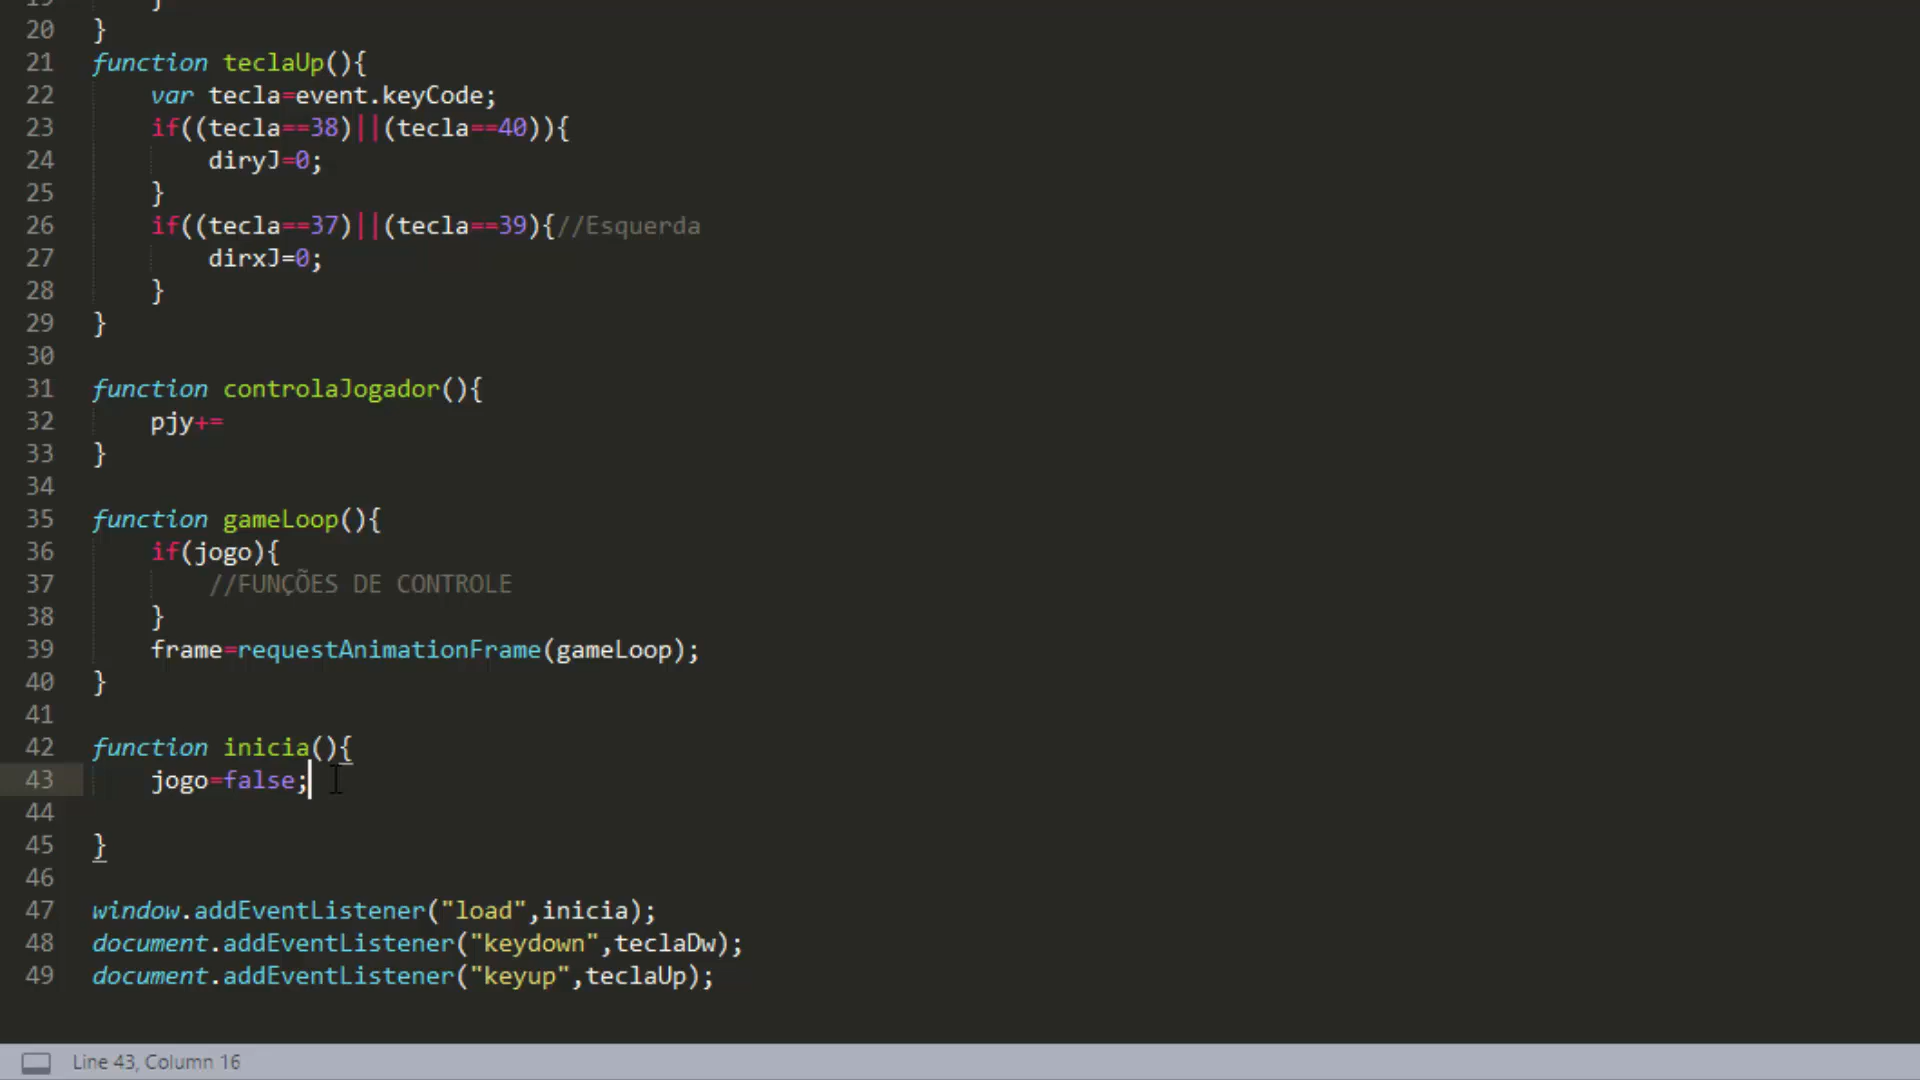 20 }
21 function teclaUp(){
22 var tecla=event.keyCode;
23 if((tecla==38)||(tecla==40)){
24 diryJ=0;
25 }
26 if((tecla==37)||(tecla==39){//Esquerda
27 dirxJ=0;
28 }
29 }
30
31 function controlaJogador(){
32 pjy+=
33 }
34
35 function gameLoop(){
36 if(jogo){
37 //FUNÇÕES DE CONTROLE
38 }
39 frame=requestAnimationFrame(gameLoop);
40 }
41
42 function inicia(){
43 jogo=false;
44
45 }
46
47 window.addEventListener("load",inicia);
48 document.addEventListener("keydown",teclaDw);
49 document.addEventListener("keyup",teclaUp);
Line 43, Column 16